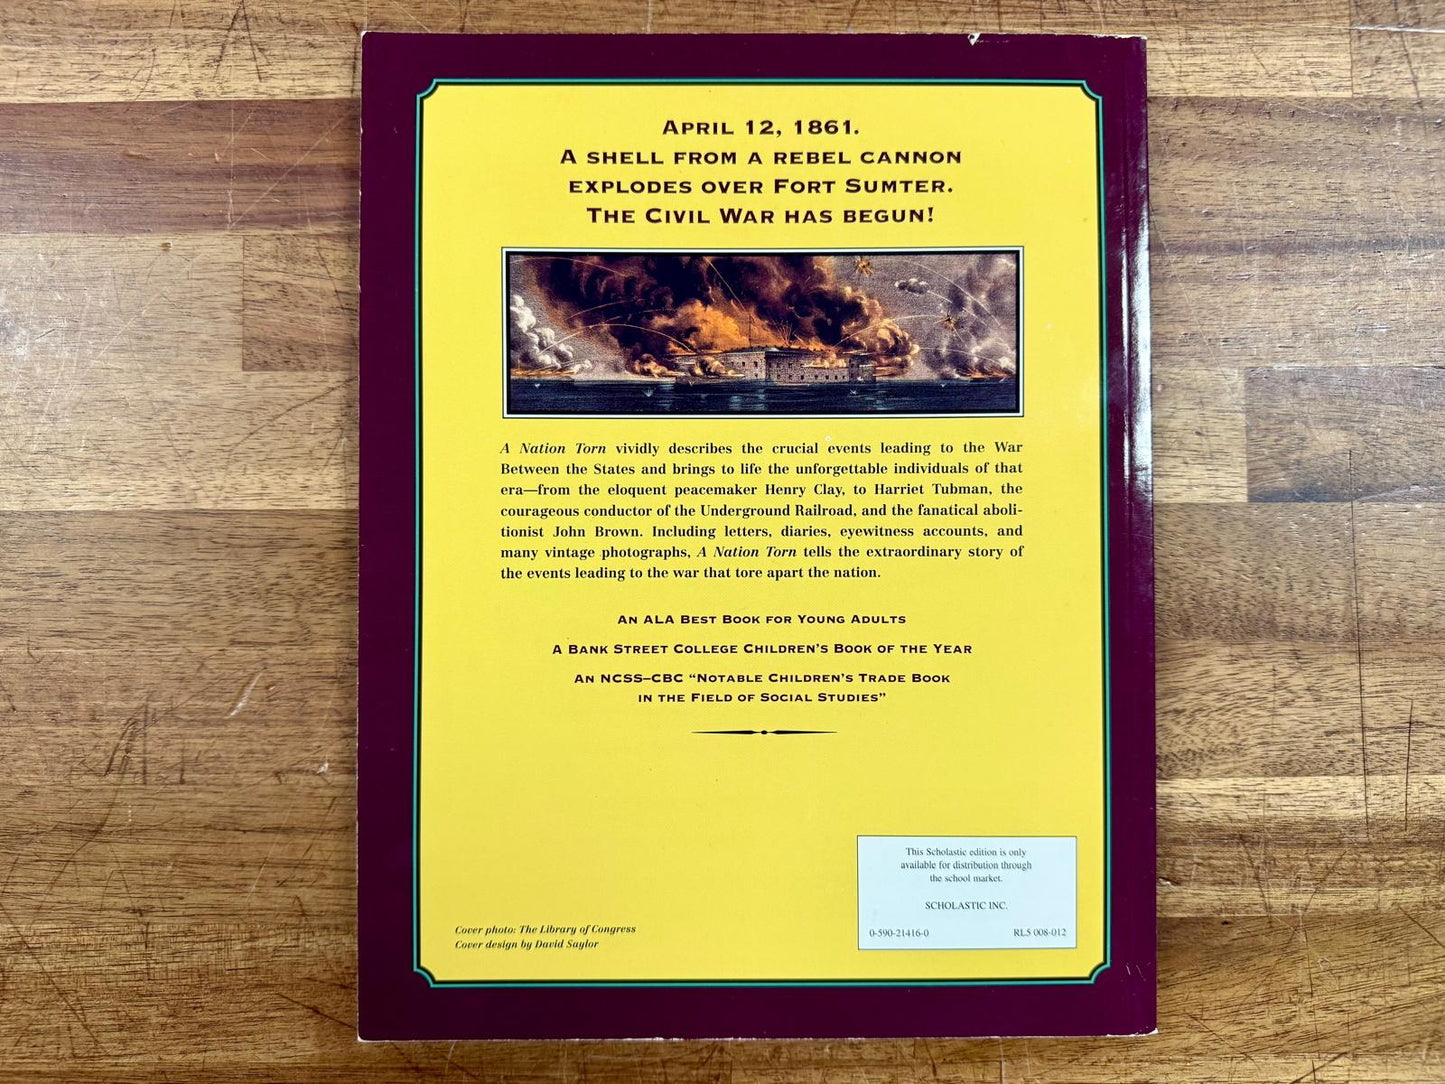 APRIL 12, 1861.
A SHELL FROM A REBEL CANNON
EXPLODES OVER FORT SUMTER.
THE CIVIL WAR HAS BEGUN!
A Nation Torn vividly describes the crucial events leading to the War
Between the States and brings to life the unforgettable individuals of that
era—from the eloquent peacemaker Henry Clay, to Harriet Tubman, the
courageous conductor of the Underground Railroad, and the fanatical aboli-
tionist John Brown. Including letters, diaries, eyewitness accounts, and
many vintage photographs, A Nation Torn tells the extraordinary story of
the events leading to the war that tore apart the nation.
AN ALA BEST BOOK FOR YOUNG ADULTS
A BANK STREET COLLEGE CHILDREN'S BOOK OF THE YEAR
AN NCSS–CBC "NOTABLE CHILDREN'S TRADE BOOK
IN THE FIELD OF SOCIAL STUDIES"
This Scholastic edition is only
available for distribution through
the school market.
SCHOLASTIC INC.
0-590-21416-0 RL5 008-012
Cover photo: The Library of Congress
Cover design by David Saylor